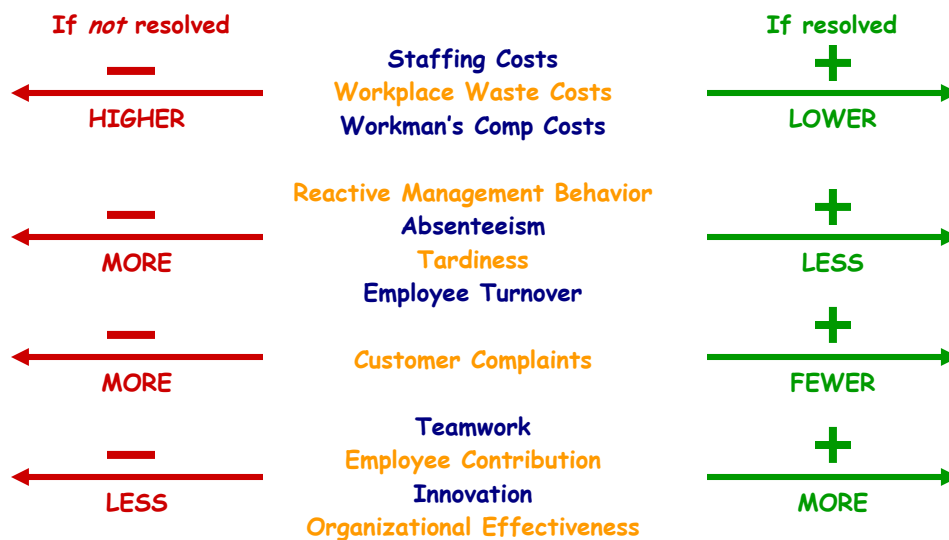 If not resolved
If resolved
Staffing Costs
Workplace Waste Costs
Workman's Comp Costs
HIGHER
LOWER
Reactive Management Behavior
Absenteeism
Tardiness
Employee Turnover
MORE
LESS
Customer Complaints
MORE
FEWER
Teamwork
Employee Contribution
Innovation
Organizational Effectiveness
LESS
MORE